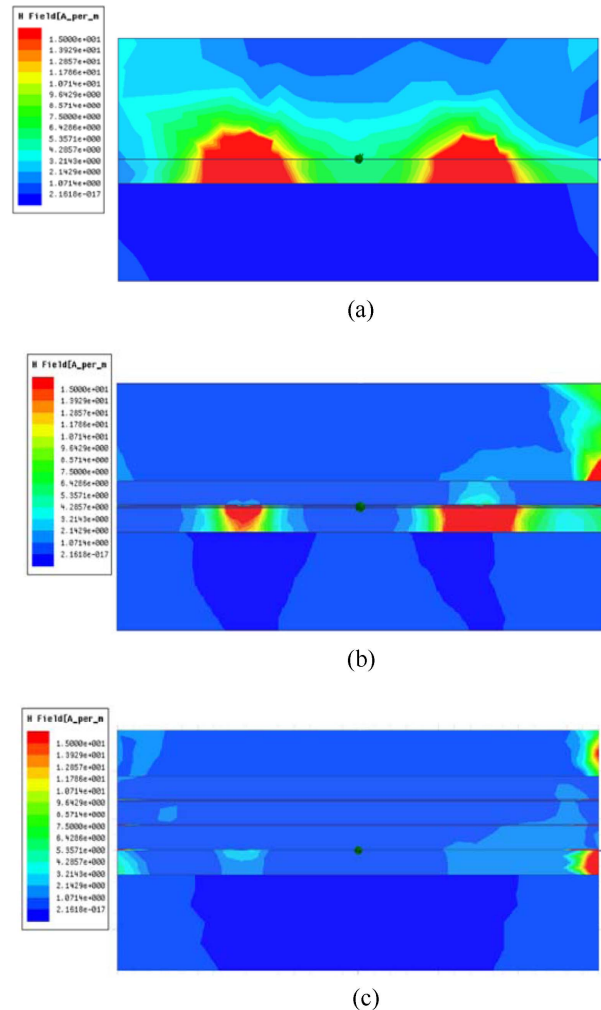 H Field[A_per_m
1.5000e+001
1.3929e+001
1.2857e+001
1.1786e+001
1.0714e+001
9.6429e+000
8.5714e+000
7.5000e+000
6.4286e+000
5.3571e+000
4.2857e+000
3.2143e+000
2.1429e+000
1.0714e+000
2.1618e-017
(a)
H Field[A_per_m
1.5000e+001
1.3929e+001
1.2857e+001
1.1786e+001
1.0714e+001
9.6429e+000
8.5714e+000
7.5000e+000
6.4286e+000
5.3571e+000
4.2857e+000
3.2143e+000
2.1429e+000
1.0714e+000
2.1618e-017
(b)
H Field[A_per_m
1.5000e+001
1.3929e+001
1.2857e+001
1.1786e+001
1.0714e+001
9.6429e+000
8.5714e+000
7.5000e+000
6.4286e+000
5.3571e+000
4.2857e+000
3.2143e+000
2.1429e+000
1.0714e+000
2.1618e-017
(c)